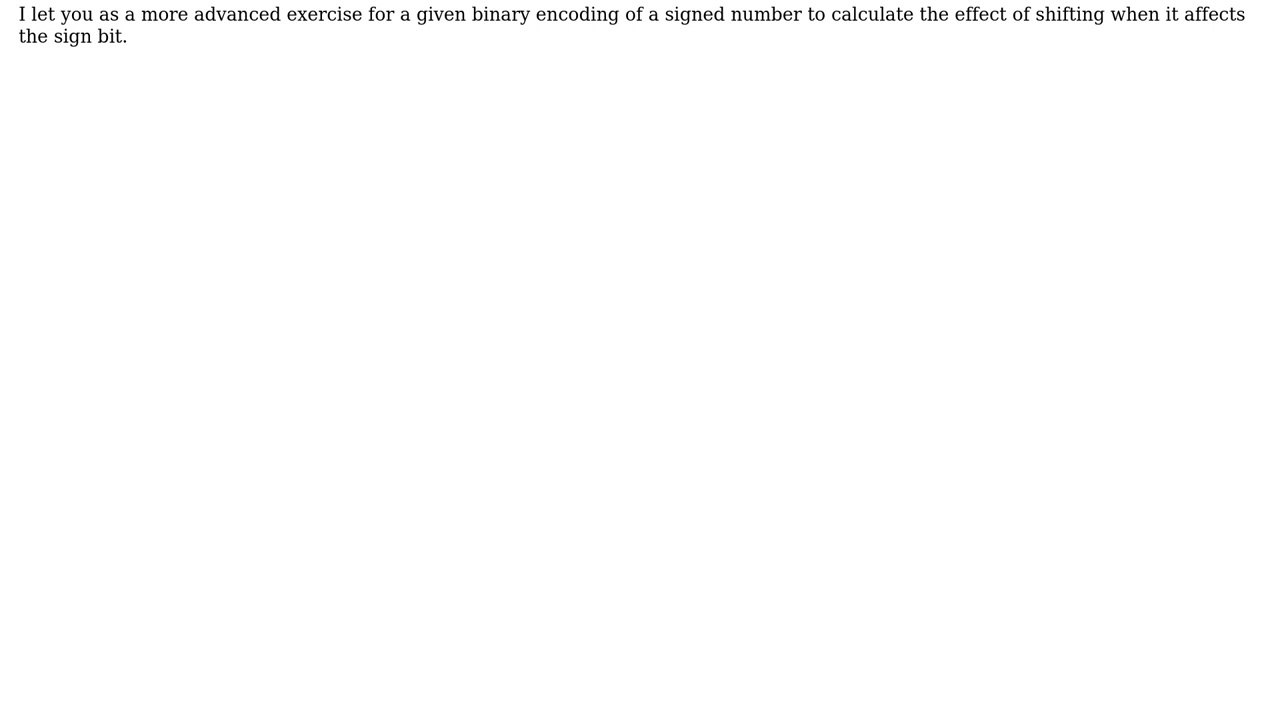 I let you as a more advanced exercise for a given binary encoding of a signed number to calculate the effect of shifting when it affects
the sign bit.